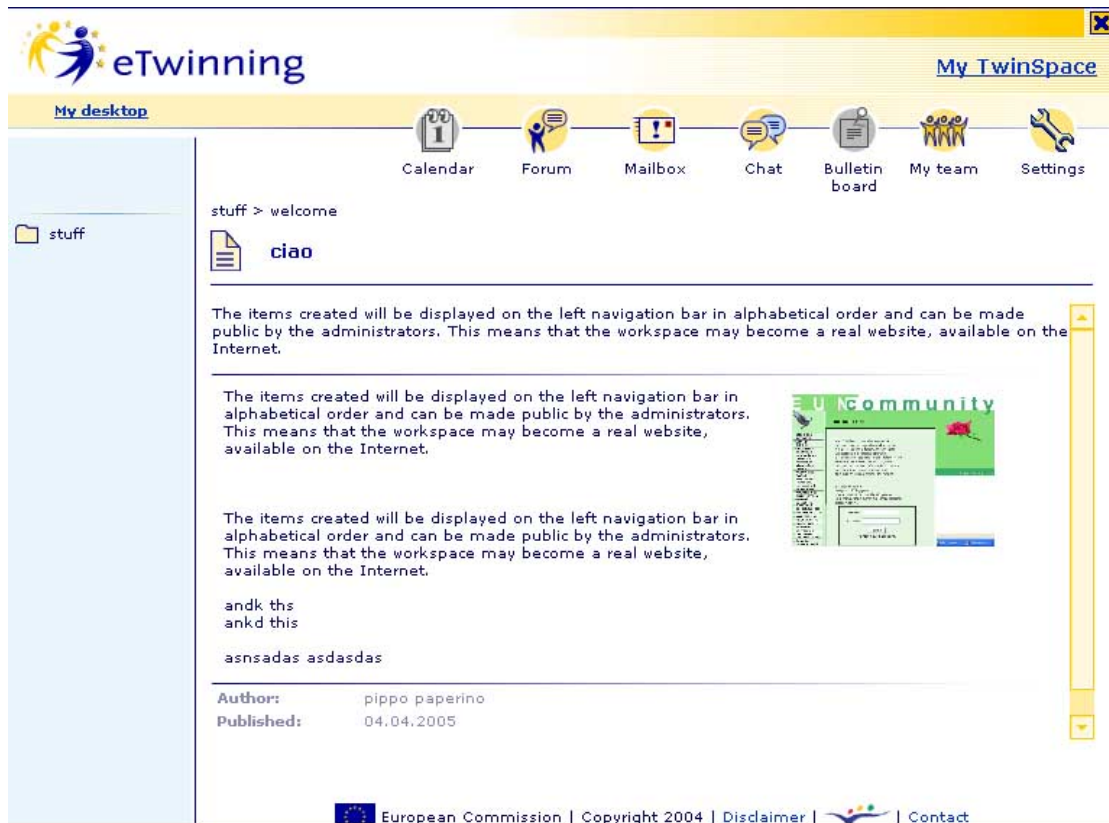 eTwinning
My TwinSpace
My desktop
1
Calendar
Forum
Mailbox
Chat
Bulletin board
My team
Settings
stuff > welcome
stuff
ciao
The items created will be displayed on the left navigation bar in alphabetical order and can be made
public by the administrators. This means that the workspace may become a real website, available on the
Internet.
The items created will be displayed on the left navigation bar in
alphabetical order and can be made public by the administrators.
This means that the workspace may become a real website,
available on the Internet.
EUN community
The items created will be displayed on the left navigation bar in
alphabetical order and can be made public by the administrators.
This means that the workspace may become a real website,
available on the Internet.
andk ths
ankd this
asnsadas asdasdas
Author: pippo paperino
Published: 04.04.2005
European Commission | Copyright 2004 | Disclaimer | | Contact